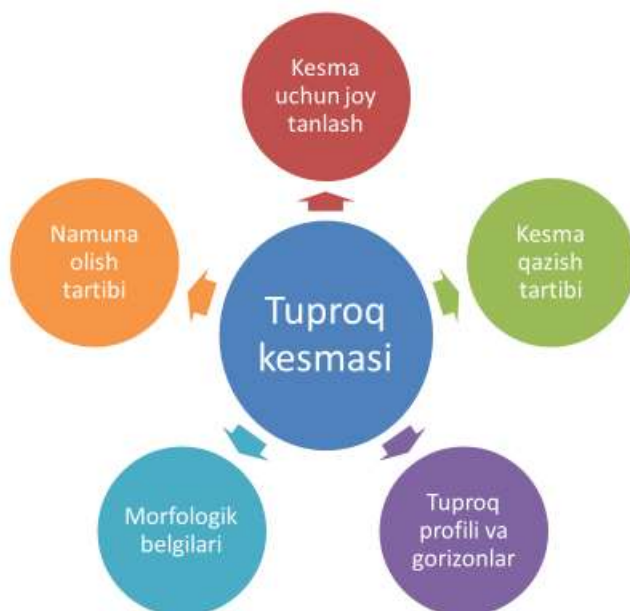 Kesma
uchun joy
tanlash
Namuna
olish
tartibi
Kesma
qazish
tartibi
Tuproq
kesmasi
Morfologik
belgilari
Tuproq
profili va
gorizonlar